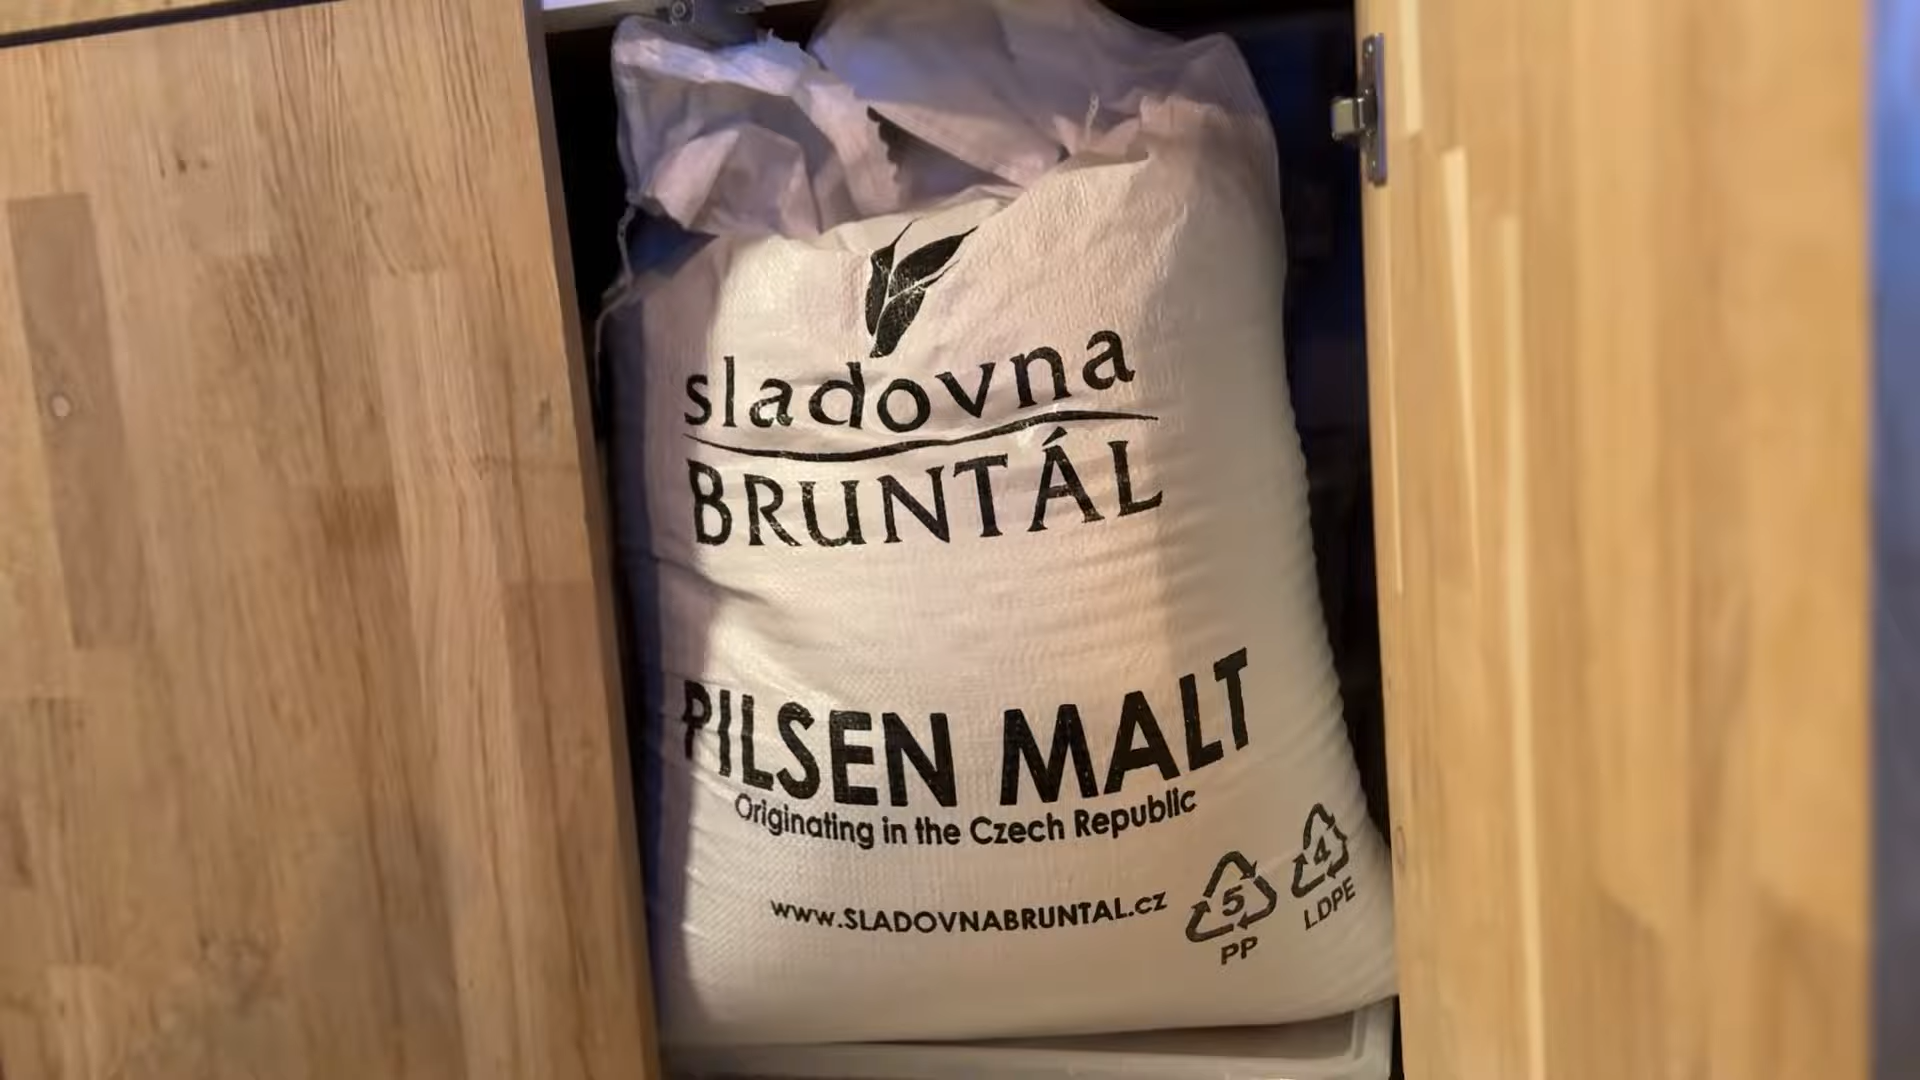 sladovna
BRUNTÁL
PILSEN MALT
Originating in the Czech Republic
www.SLADOVNABRUNTAL.cz
5
PP
4
LDPE